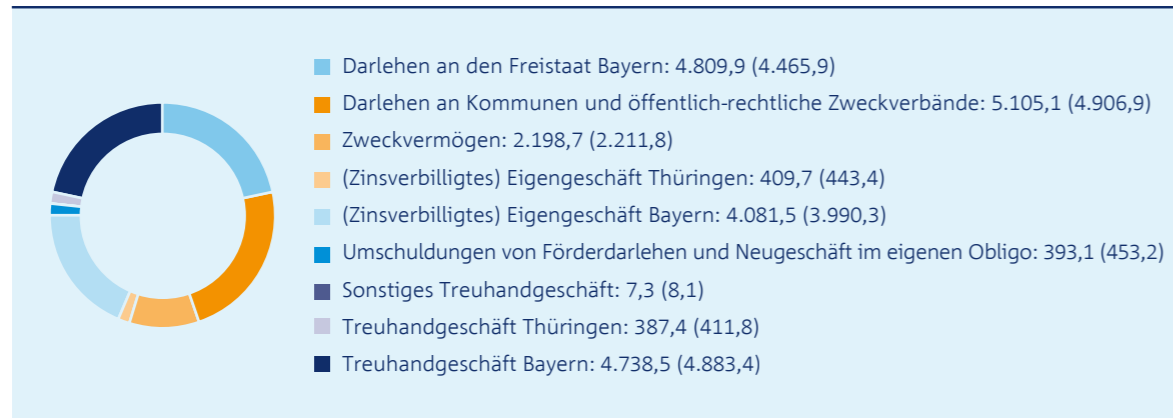 Darlehen an den Freistaat Bayern: 4.809,9 (4.465,9)
Darlehen an Kommunen und öffentlich-rechtliche Zweckverbände: 5.105,1 (4.906,9)
Zweckvermögen: 2.198,7 (2.211,8)
(Zinsverbilligtes) Eigengeschäft Thüringen: 409,7 (443,4)
(Zinsverbilligtes) Eigengeschäft Bayern: 4.081,5 (3.990,3)
Umschuldungen von Förderdarlehen und Neugeschäft im eigenen Obligo: 393,1 (453,2)
Sonstiges Treuhandgeschäft: 7,3 (8,1)
Treuhandgeschäft Thüringen: 387,4 (411,8)
Treuhandgeschäft Bayern: 4.738,5 (4.883,4)